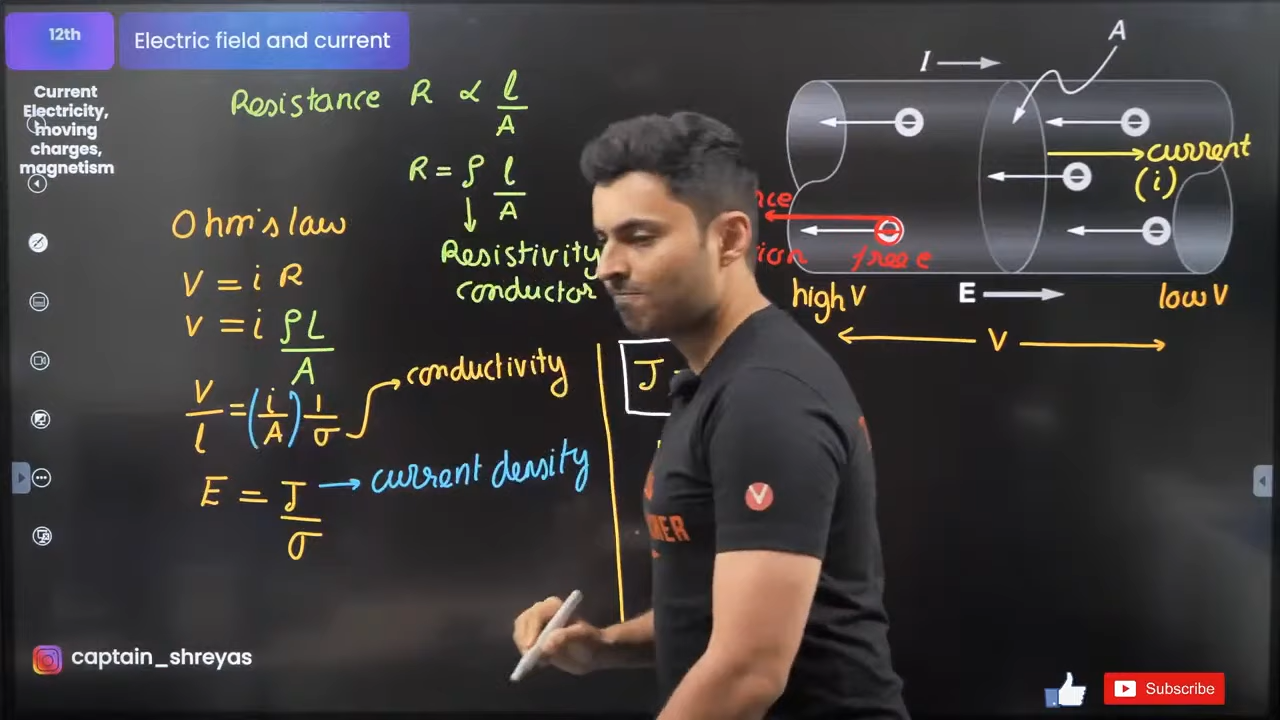 12th
Electric field and current
Current
Electricity,
moving
charges,
magnetism
Resistance R ∝ l/A
R = ρ l/A
Resistivity
conductor
Ohm's law
V = i R
V = i ρL/A
V/l = (i/A) 1/σ
conductivity
E = J/σ
current density
J
A
I
current
(i)
free e
high V
E
low V
V
V
captain_shreyas
Subscribe